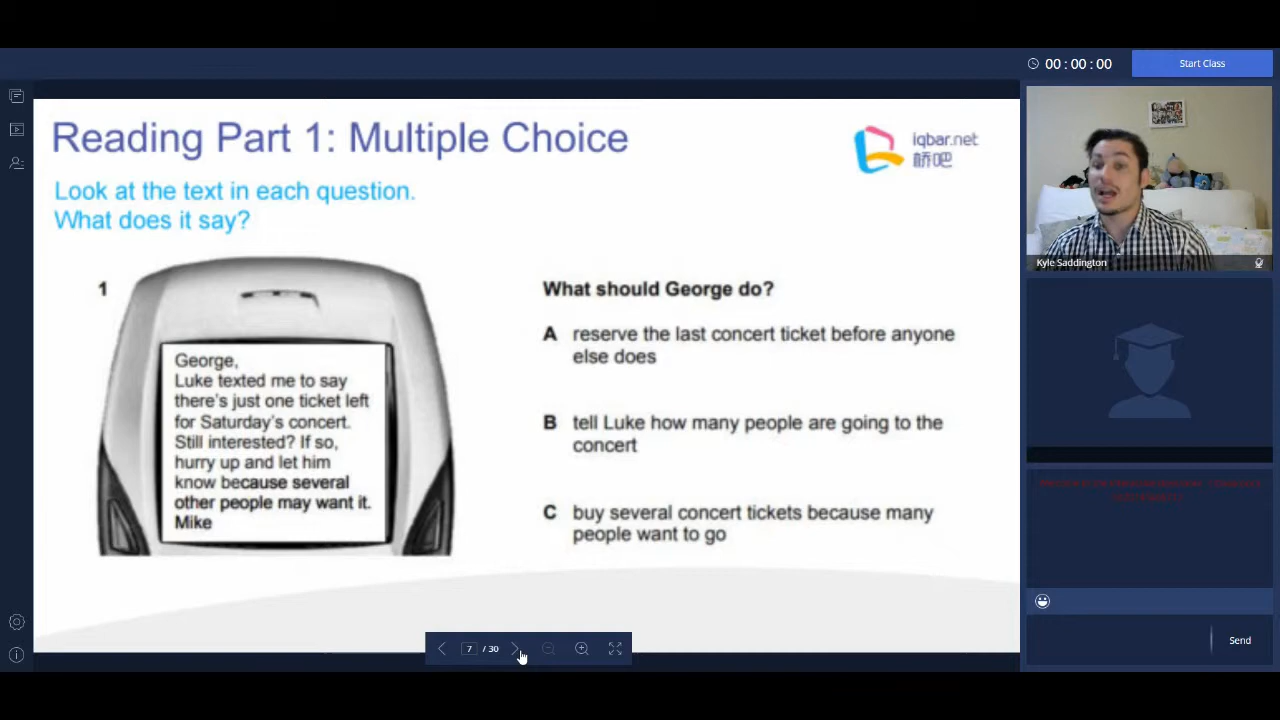 00 : 00 : 00
Start Class
Reading Part 1: Multiple Choice
iqbar.net
桥吧
Look at the text in each question.
What does it say?
1
George,
Luke texted me to say
there's just one ticket left
for Saturday's concert.
Still interested? If so,
hurry up and let him
know because several
other people may want it.
Mike
What should George do?
A reserve the last concert ticket before anyone
else does
B tell Luke how many people are going to the
concert
C buy several concert tickets because many
people want to go
Kyle Saddington
7 / 30
Send